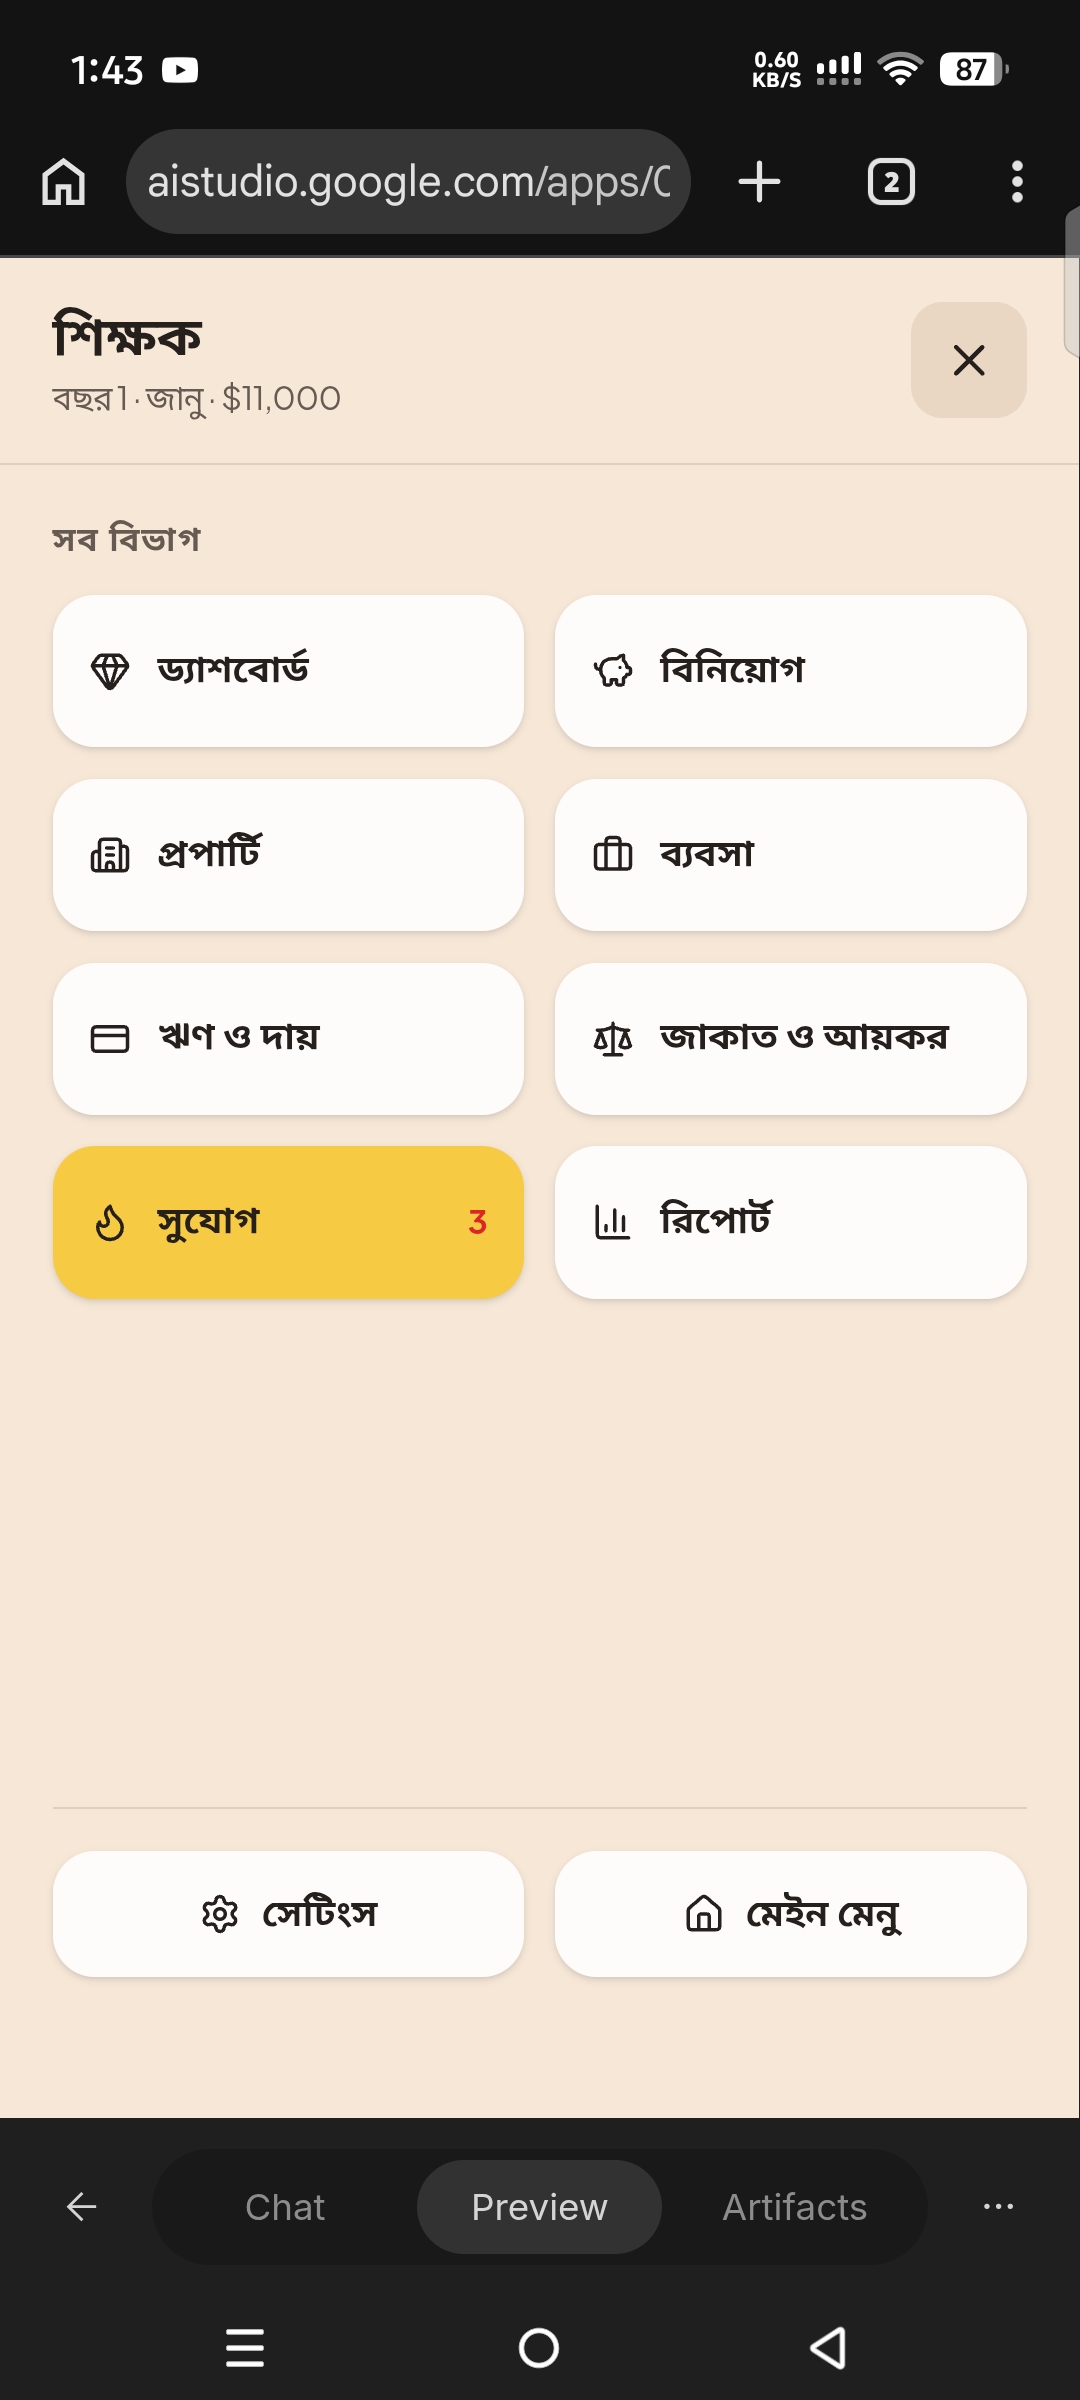 1:43
0.60
KB/S
87
aistudio.google.com/apps/
2
শিক্ষক
বছর 1 · জানু · $11,000
সব বিভাগ
ড্যাশবোর্ড
বিনিয়োগ
প্রপার্টি
ব্যবসা
ঋণ ও দায়
জাকাত ও আয়কর
সুযোগ 3
রিপোর্ট
সেটিংস
মেইন মেনু
Chat
Preview
Artifacts